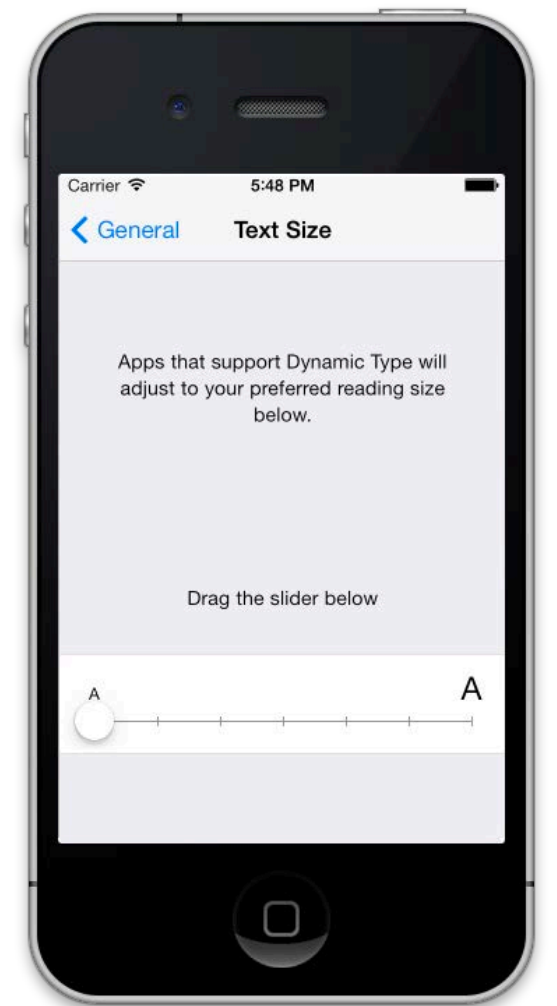 Carrier 5:48 PM
General Text Size
Apps that support Dynamic Type will
adjust to your preferred reading size
below.
Drag the slider below
A A